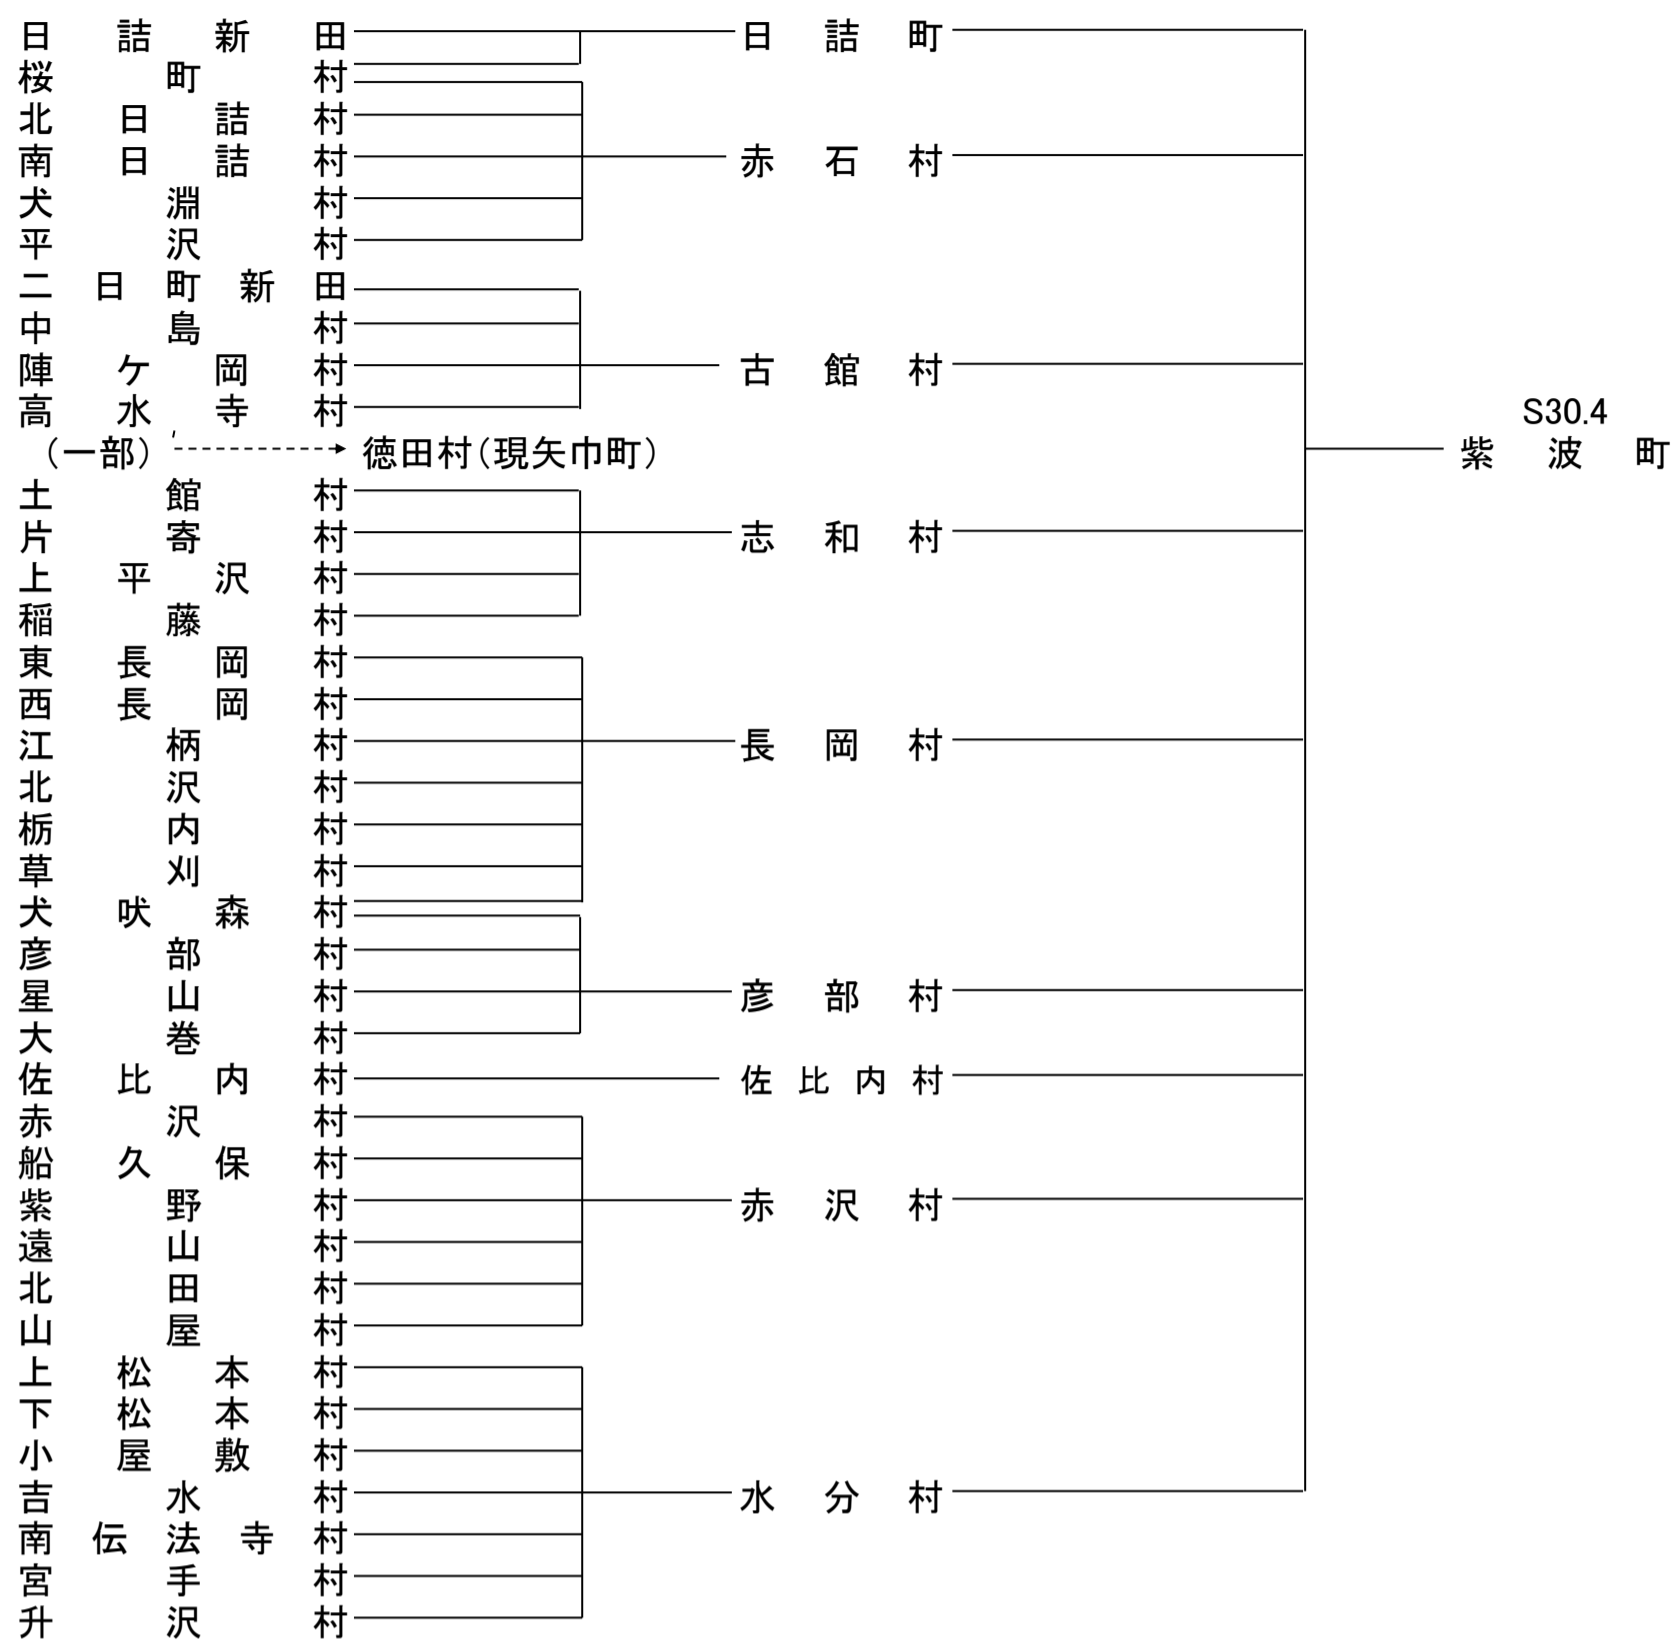 日詰新田 日詰町
桜町村
北日詰村
南日詰村 赤石村
犬淵村
平沢村
二日町新田
中島村
陣ケ岡村 古館村
高水寺村 S30.4
（一部） 徳田村（現矢巾町） 紫波町
土館村
片寄村 志和村
上平沢村
稲藤村
東長岡村
西長岡村
江柄村 長岡村
北沢村
栃内村
草刈村
犬吠森村
彦部村
星山村 彦部村
大巻村
佐比内村 佐比内村
赤沢村
船久保村
紫野村 赤沢村
遠山村
北田村
山屋村
上松本村
下松本村
小屋敷村
吉水村 水分村
南伝法寺村
宮手村
升沢村